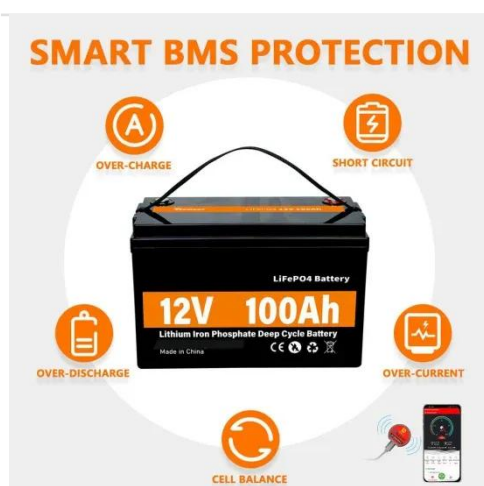 SMART BMS PROTECTION
A
OVER-CHARGE
SHORT CIRCUIT
LiFePO4 Battery
12V 100Ah
Lithium Iron Phosphate Deep Cycle Battery
Made in China
CE
OVER-DISCHARGE
OVER-CURRENT
CELL BALANCE